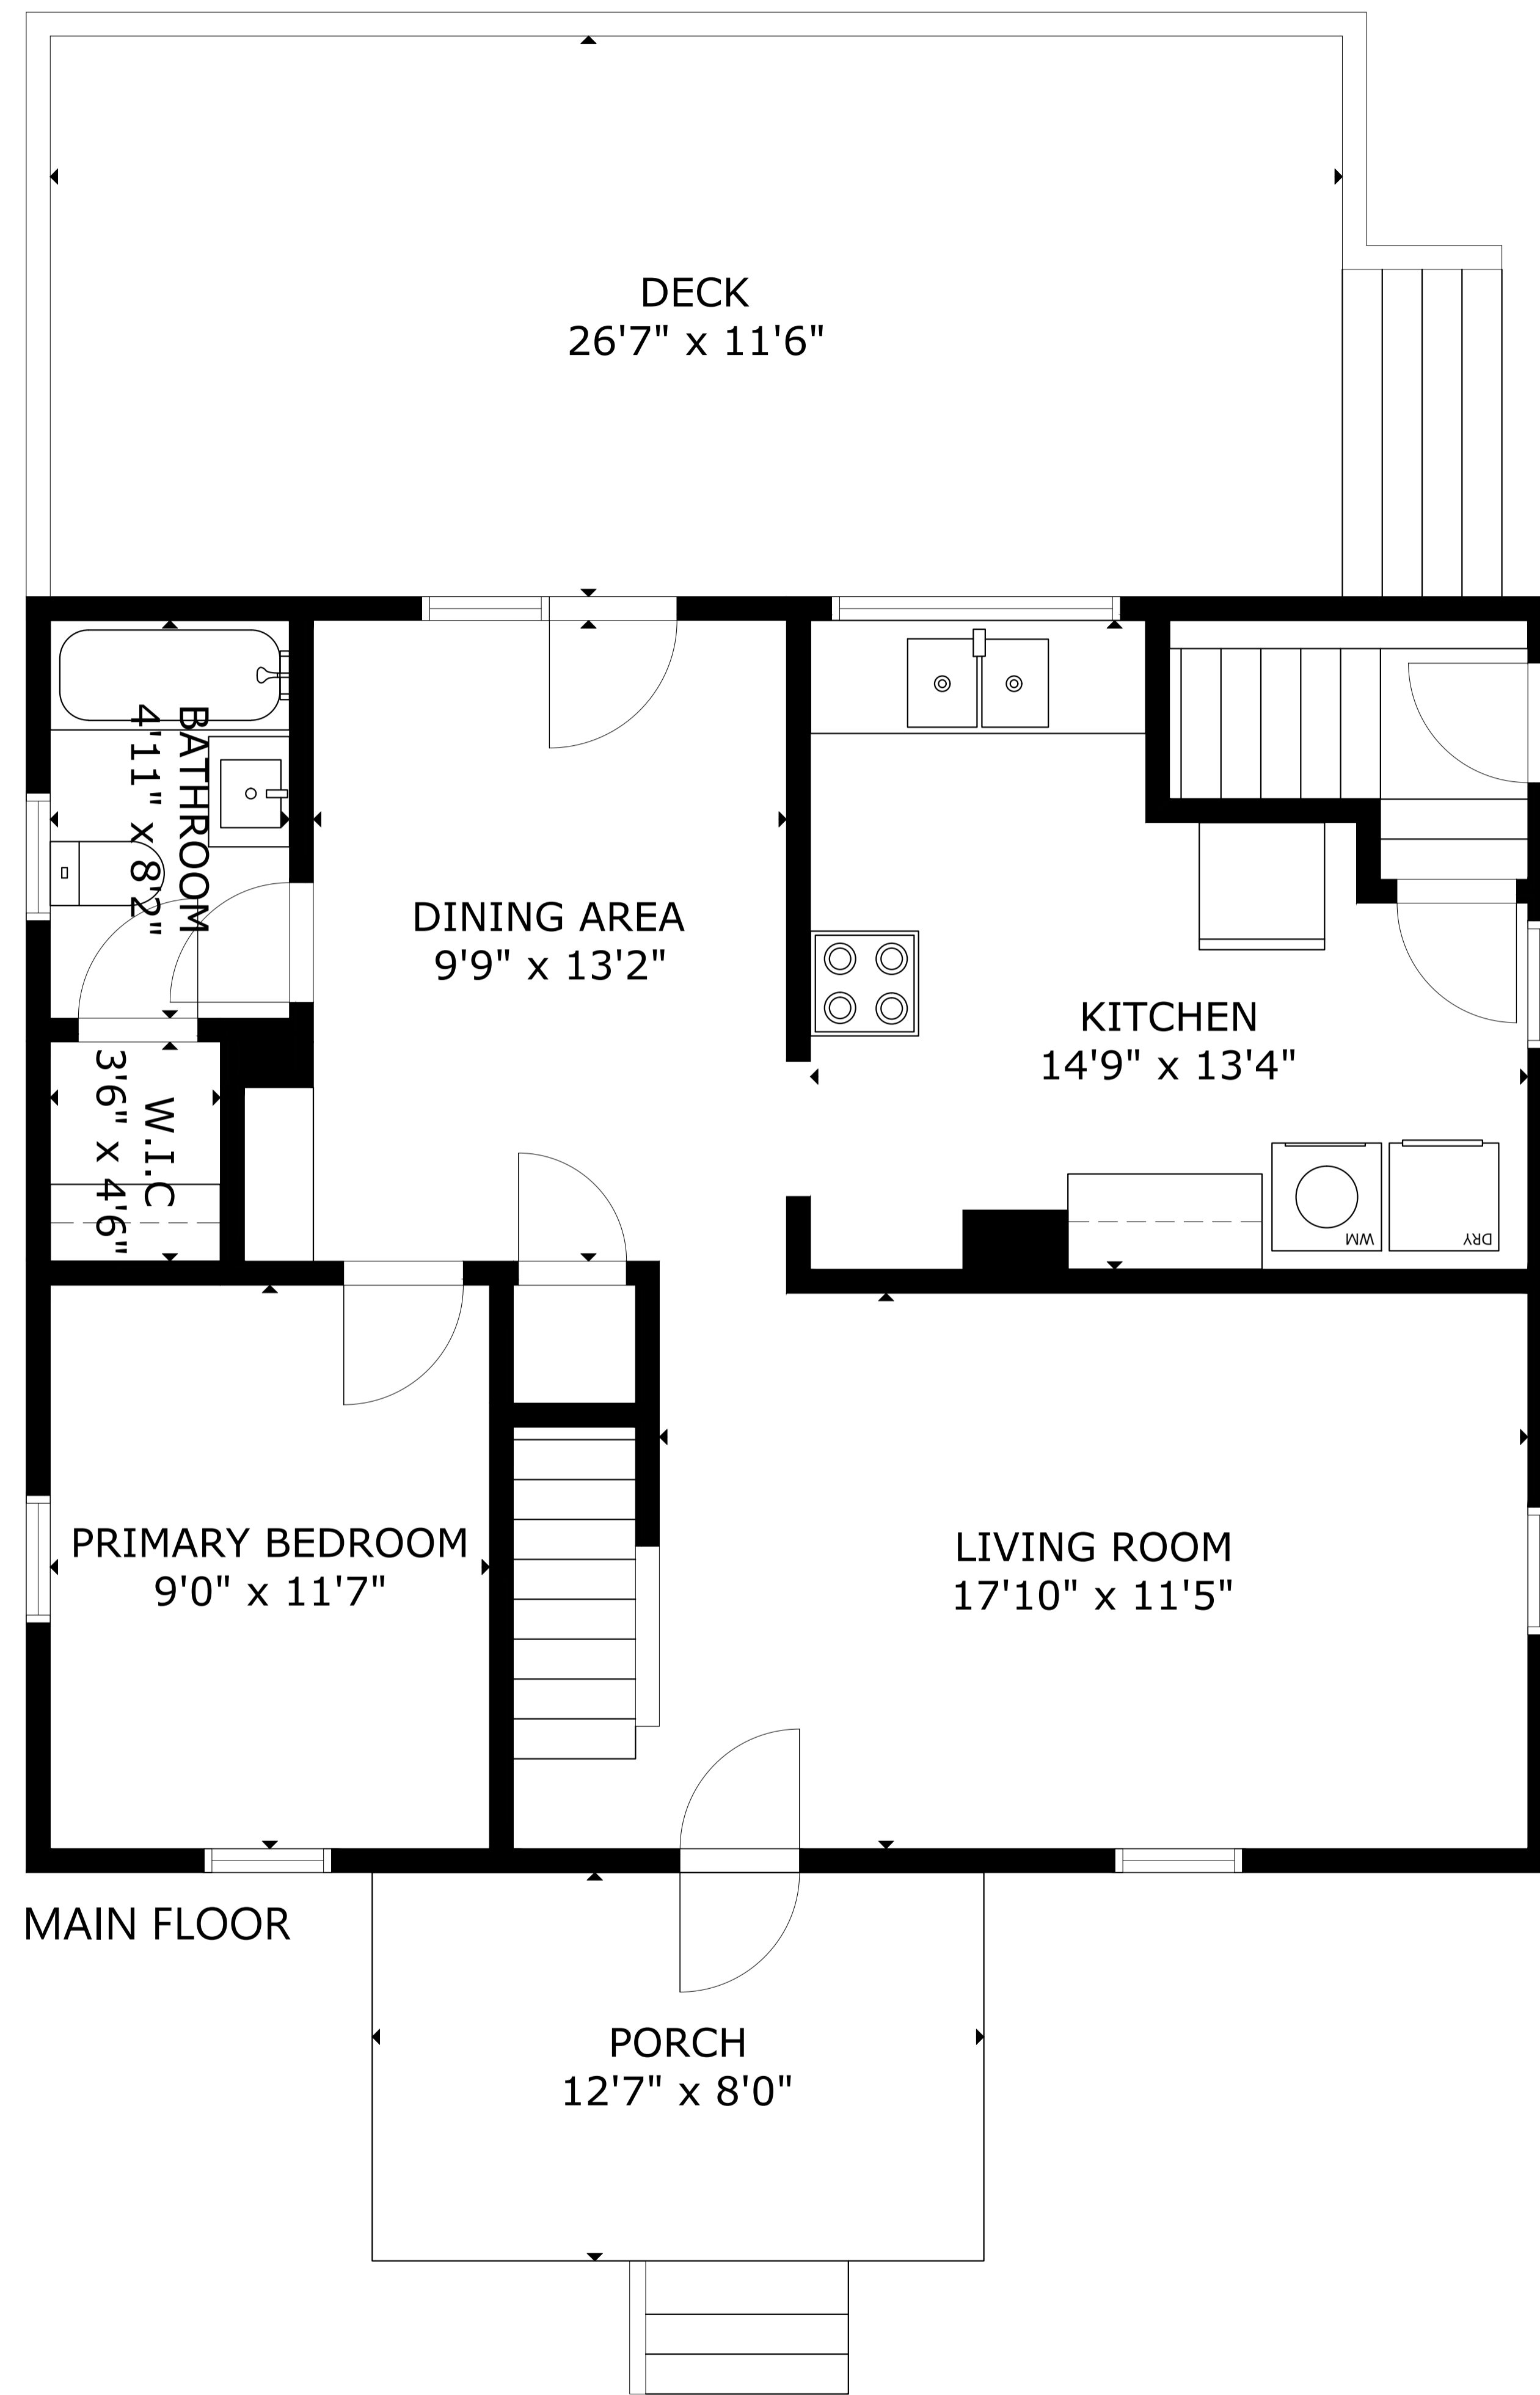 DECK
26'7" x 11'6"
BATHROOM
4'11" x 8'2"
DINING AREA
9'9" x 13'2"
KITCHEN
14'9" x 13'4"
W.I.C
3'6" x 4'6"
WM
DRY
PRIMARY BEDROOM
9'0" x 11'7"
LIVING ROOM
17'10" x 11'5"
MAIN FLOOR
PORCH
12'7" x 8'0"